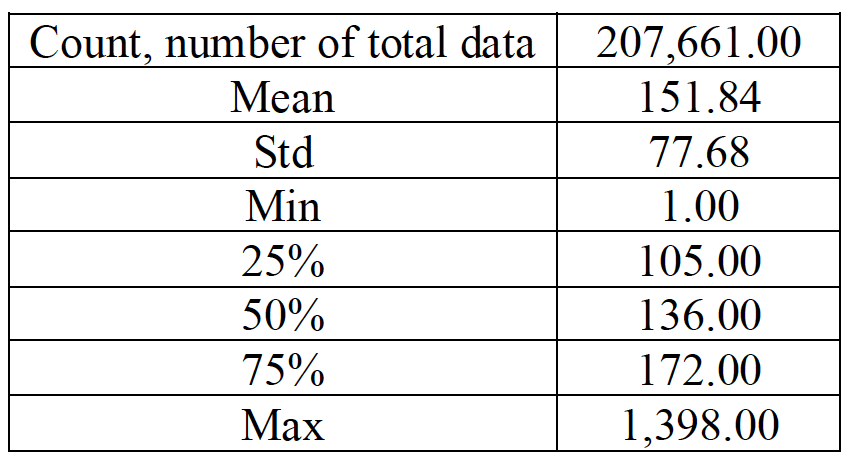 Count, number of total data 207,661.00
Mean 151.84
Std 77.68
Min 1.00
25% 105.00
50% 136.00
75% 172.00
Max 1,398.00